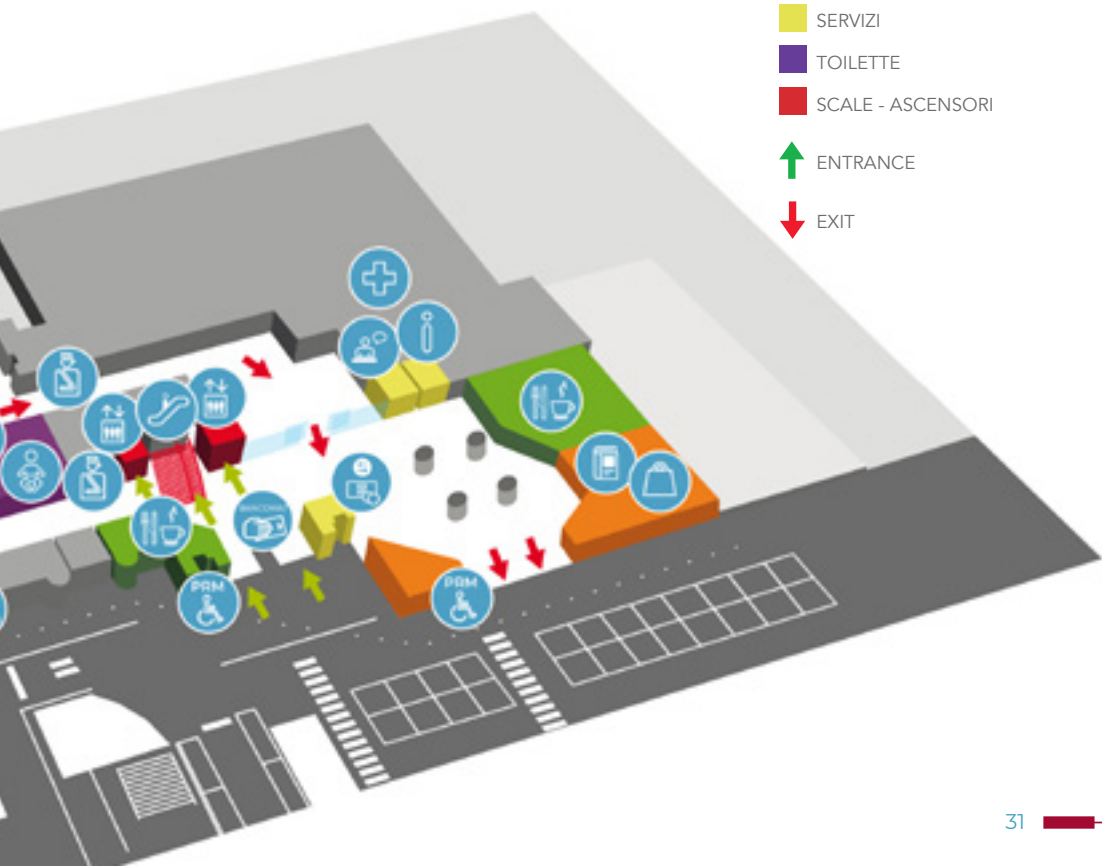 SERVIZI
TOILETTE
SCALE - ASCENSORI
ENTRANCE
EXIT
PRM
PRM
31